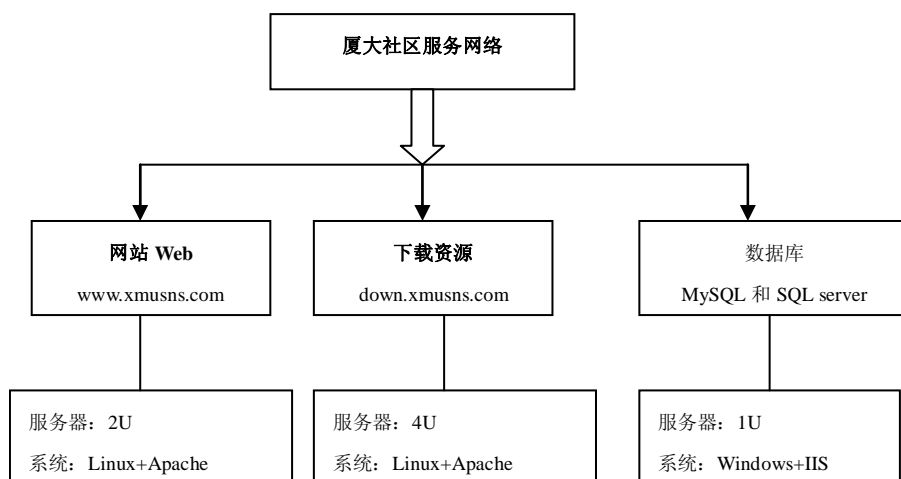 厦大社区服务网络
网站 Web
www.xmusns.com
下载资源
down.xmusns.com
数据库
MySQL 和 SQL server
服务器：2U
系统：Linux+Apache
服务器：4U
系统：Linux+Apache
服务器：1U
系统：Windows+IIS